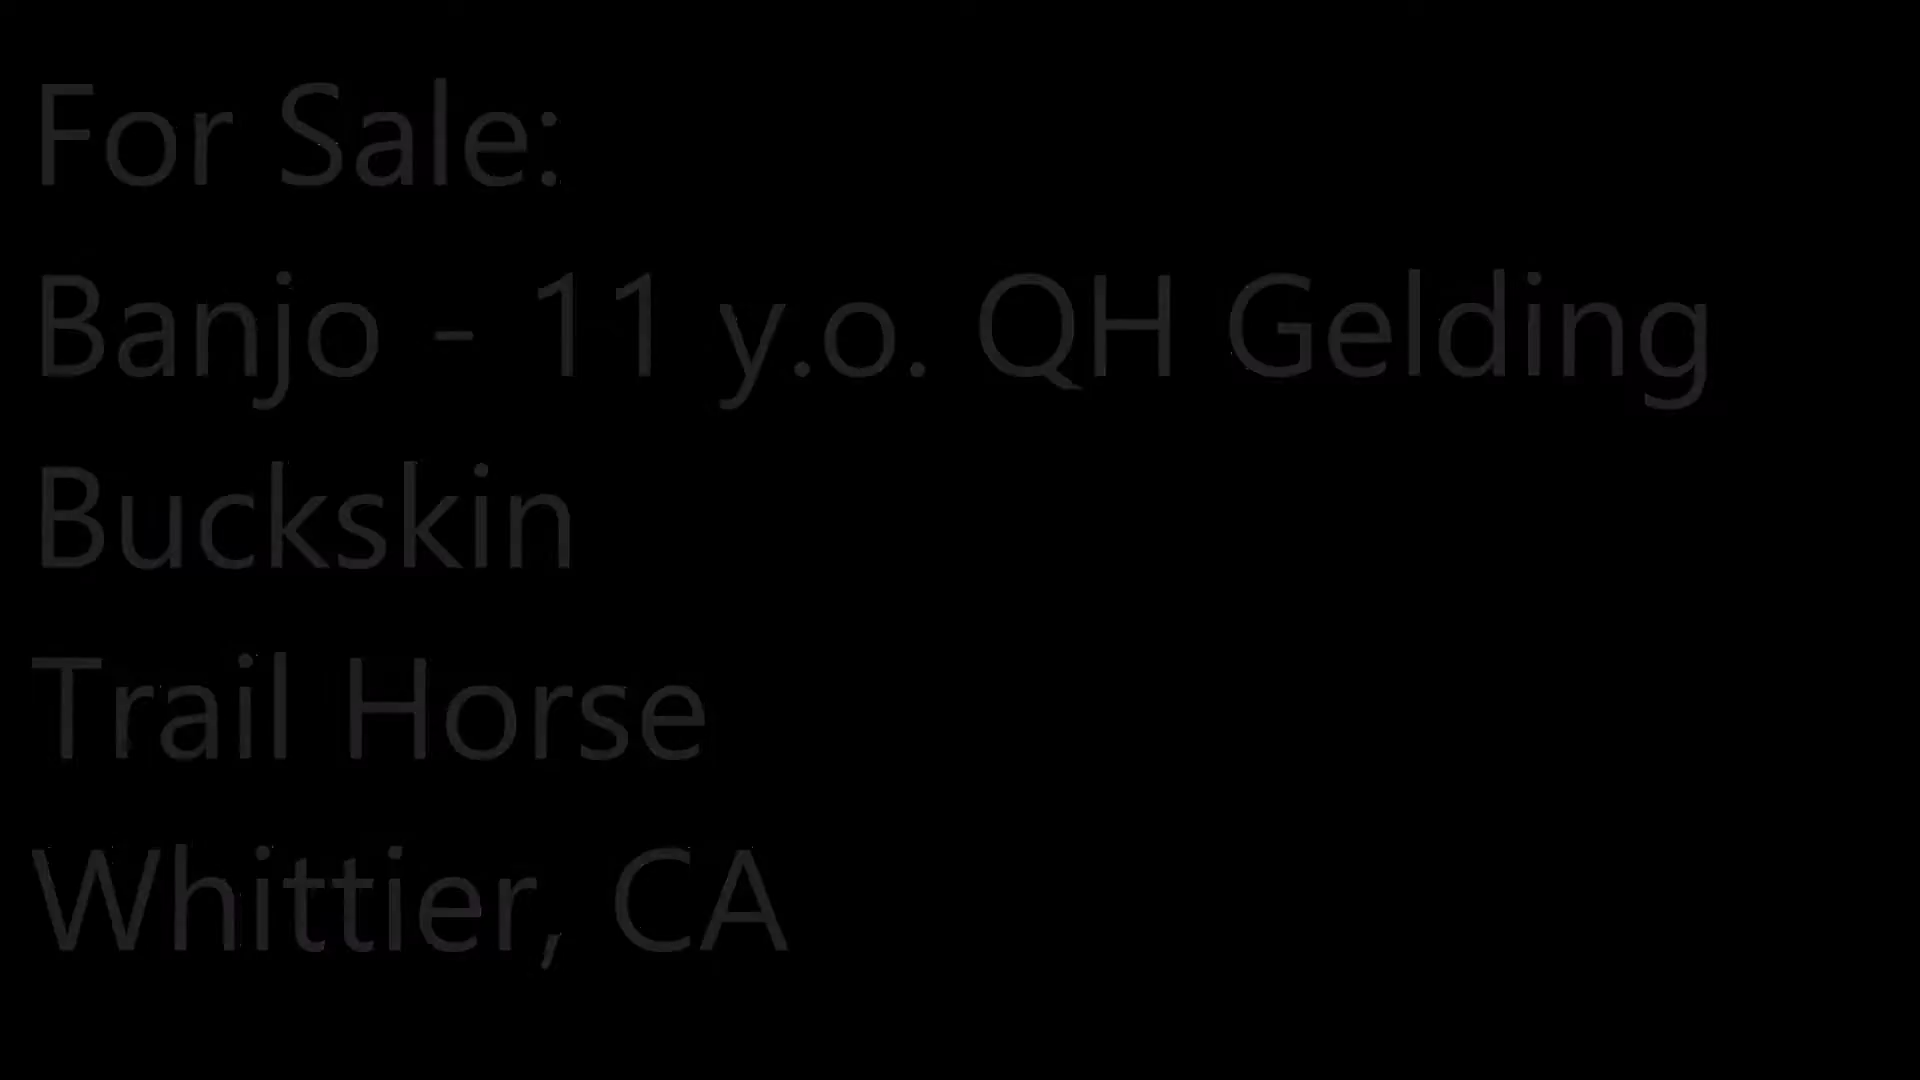 For Sale:
Banjo - 11 y.o. QH Gelding
Buckskin
Trail Horse
Whittier, CA